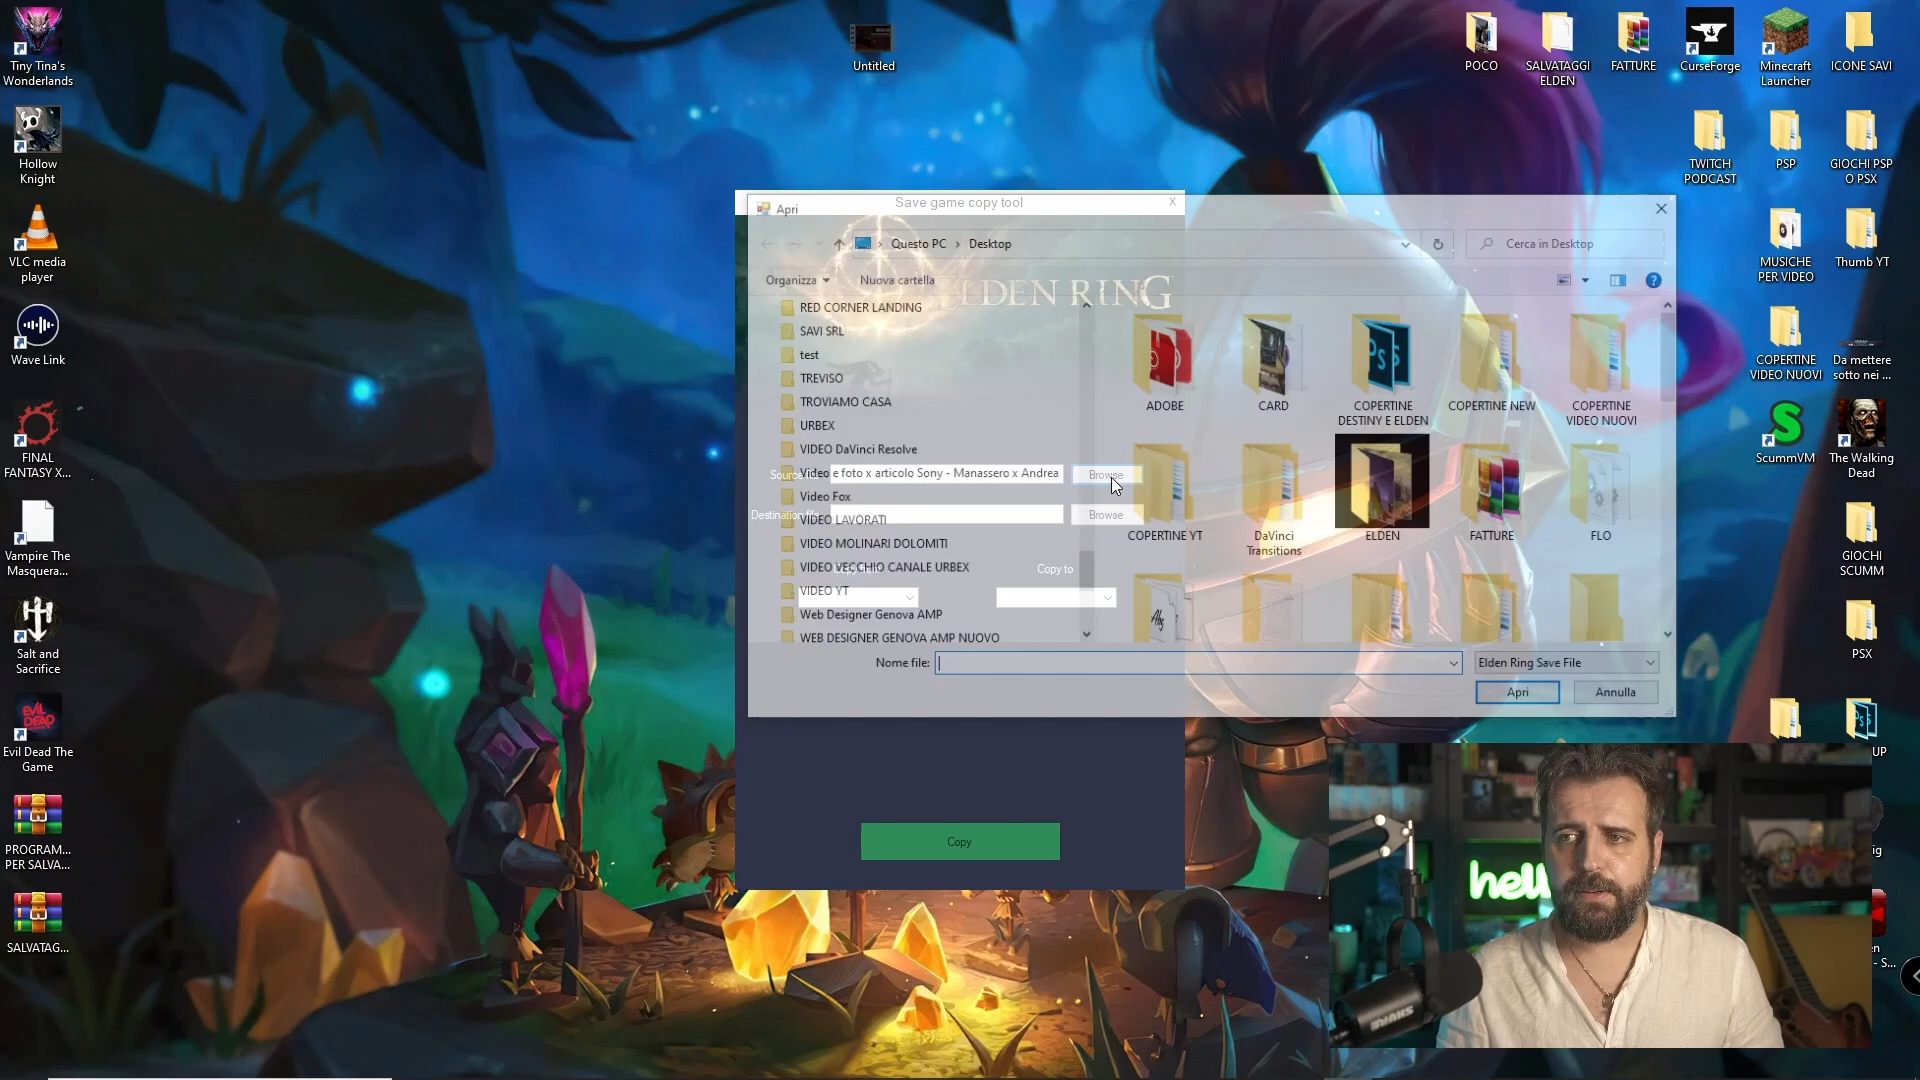 Tiny Tina's
Wonderlands
Hollow
Knight
VLC media
player
Wave Link
FINAL
FANTASY X...
Vampire The
Masquera...
Salt and
Sacrifice
EVIL
DEAD
Evil Dead The
Game
PROGRAM...
PER SALVA...
SALVATAG...
Untitled
POCO
SALVATAGGI
ELDEN
FATTURE
CurseForge
Minecraft
Launcher
ICONE SAVI
TWITCH
PODCAST
PSP
GIOCHI PSP
O PSX
MUSICHE
PER VIDEO
Thumb YT
COPERTINE
VIDEO NUOVI
Da mettere
sotto nei ...
ScummVM
The Walking
Dead
GIOCHI
SCUMM
PSX
Save game copy tool
X
Apri
Questo PC > Desktop
Cerca in Desktop
Organizza
Nuova cartella
ELDEN RING
RED CORNER LANDING
SAVI SRL
test
TREVISO
TROVIAMO CASA
URBEX
VIDEO DaVinci Resolve
Video e foto x articolo Sony - Manassero x Andrea
Browse
Video Fox
VIDEO LAVORATI
Destination file
Browse
VIDEO MOLINARI DOLOMITI
VIDEO VECCHIO CANALE URBEX
Copy to
VIDEO YT
Web Designer Genova AMP
WEB DESIGNER GENOVA AMP NUOVO
ADOBE
CARD
Ps
COPERTINE
DESTINY E ELDEN
COPERTINE NEW
COPERTINE
VIDEO NUOVI
COPERTINE YT
DaVinci
Transitions
ELDEN
FATTURE
FLO
Nome file:
Elden Ring Save File
Apri
Annulla
Copy
hell
SHURE